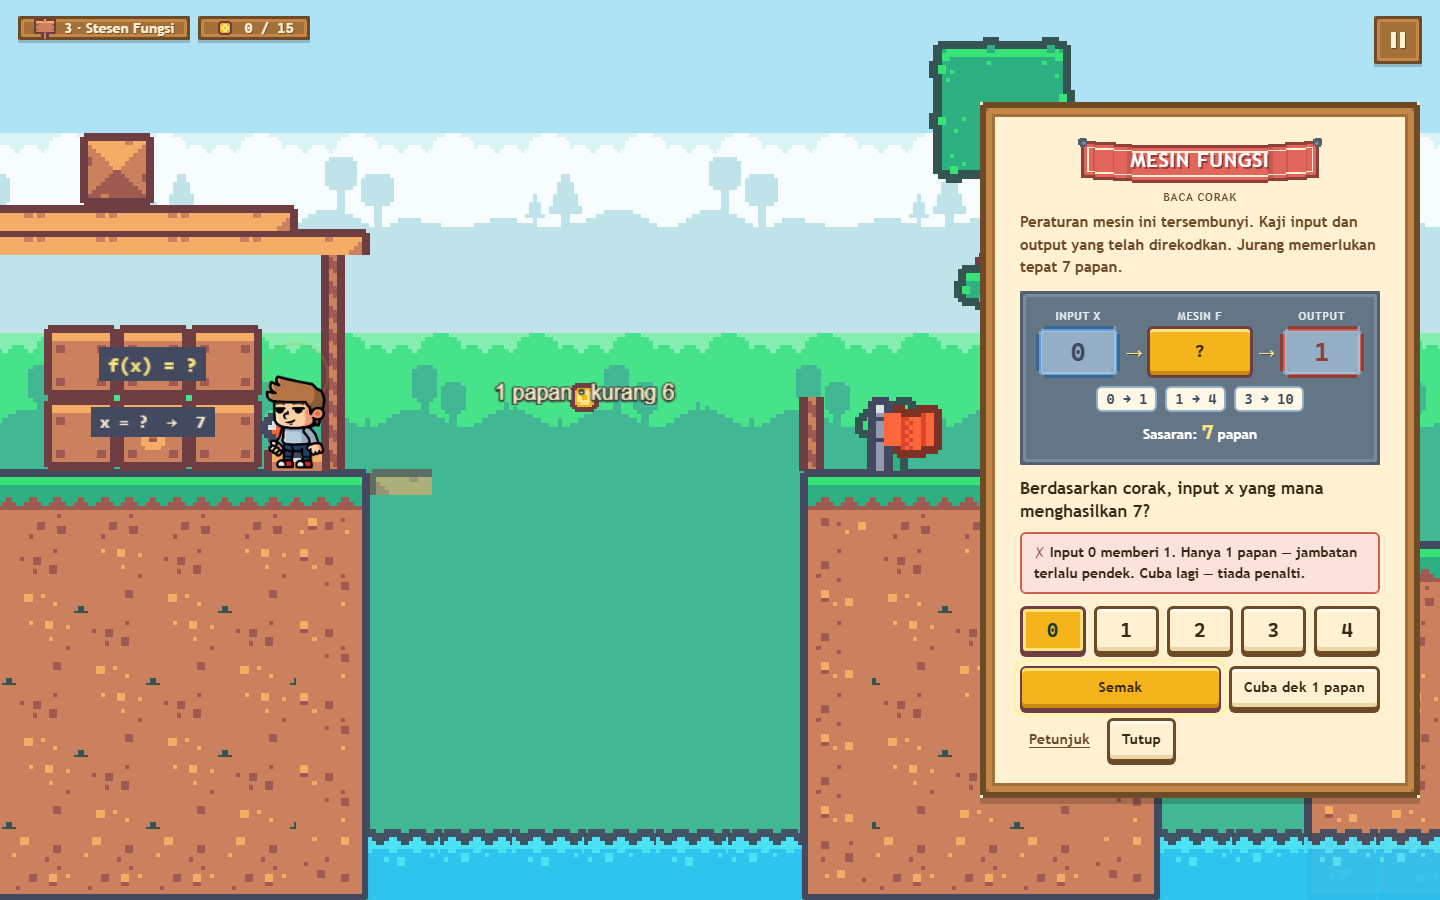 3 · Stesen Fungsi
0 / 15
MESIN FUNGSI
BACA CORAK
Peraturan mesin ini tersembunyi. Kaji input dan
output yang telah direkodkan. Jurang memerlukan
tepat 7 papan.
INPUT X
MESIN F
OUTPUT
0 → ? → 1
0 → 1
1 → 4
3 → 10
Sasaran: 7 papan
f(x) = ?
x = ? → 7
1 papan · kurang 6
Berdasarkan corak, input x yang mana
menghasilkan 7?
✗ Input 0 memberi 1. Hanya 1 papan — jambatan
terlalu pendek. Cuba lagi — tiada penalti.
0
1
2
3
4
Semak
Cuba dek 1 papan
Petunjuk
Tutup